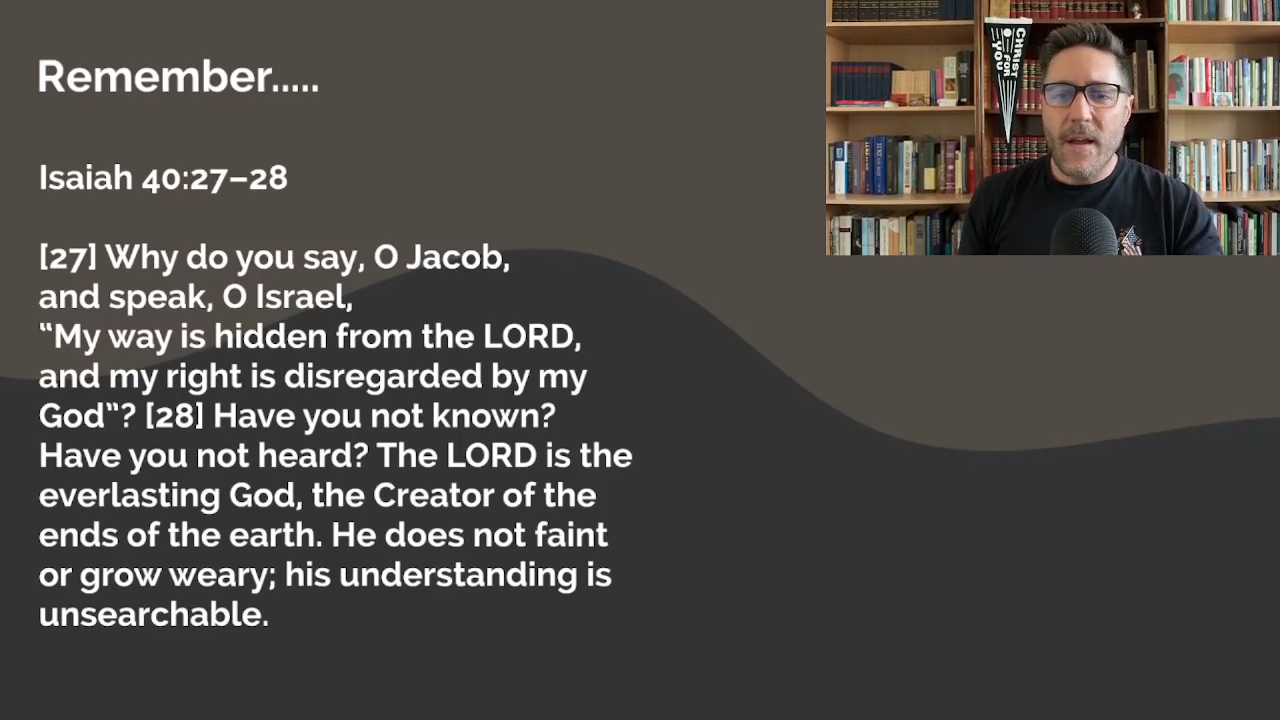 Remember.....
Isaiah 40:27–28
[27] Why do you say, O Jacob,
and speak, O Israel,
“My way is hidden from the LORD,
and my right is disregarded by my
God”? [28] Have you not known?
Have you not heard? The LORD is the
everlasting God, the Creator of the
ends of the earth. He does not faint
or grow weary; his understanding is
unsearchable.
CHRIST
FOR
YOU